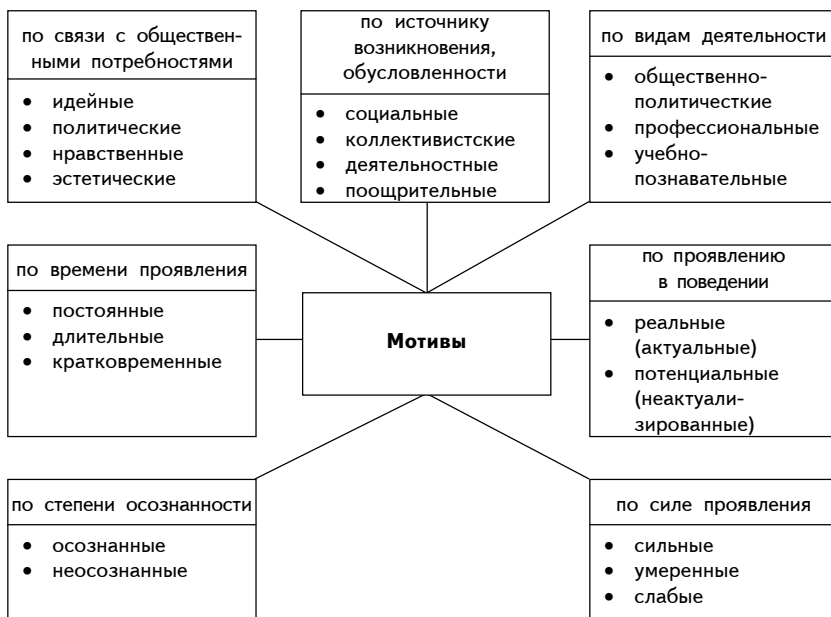 по связи с обществен-
ными потребностями
• идейные
• политические
• нравственные
• эстетические
по источнику
возникновения,
обусловленности
• социальные
• коллективистские
• деятельностные
• поощрительные
по видам деятельности
• общественно-
политичесткие
• профессиональные
• учебно-
познавательные
по времени проявления
• постоянные
• длительные
• кратковременные
Мотивы
по проявлению
в поведении
• реальные
(актуальные)
• потенциальные
(неактуали-
зированные)
по степени осознанности
• осознанные
• неосознанные
по силе проявления
• сильные
• умеренные
• слабые